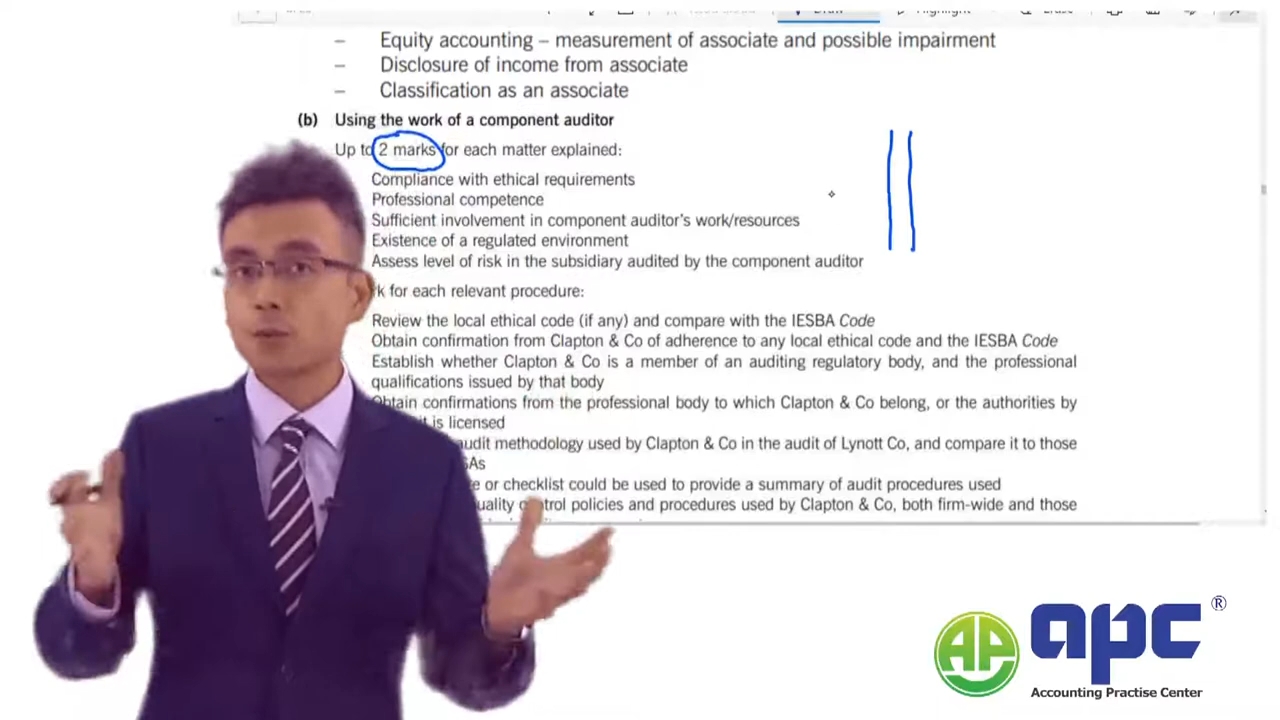 – Equity accounting – measurement of associate and possible impairment
– Disclosure of income from associate
– Classification as an associate
(b) Using the work of a component auditor
Up to 2 marks for each matter explained:
Compliance with ethical requirements
Professional competence
Sufficient involvement in component auditor's work/resources
Existence of a regulated environment
Assess level of risk in the subsidiary audited by the component auditor
for each relevant procedure:
Review the local ethical code (if any) and compare with the IESBA Code
Obtain confirmation from Clapton & Co of adherence to any local ethical code and the IESBA Code
Establish whether Clapton & Co is a member of an auditing regulatory body, and the professional
qualifications issued by that body
Obtain confirmations from the professional body to which Clapton & Co belong, or the authorities by
it is licensed
audit methodology used by Clapton & Co in the audit of Lynott Co, and compare it to those
or checklist could be used to provide a summary of audit procedures used
control policies and procedures used by Clapton & Co, both firm-wide and those
AP
apc®
Accounting Practise Center